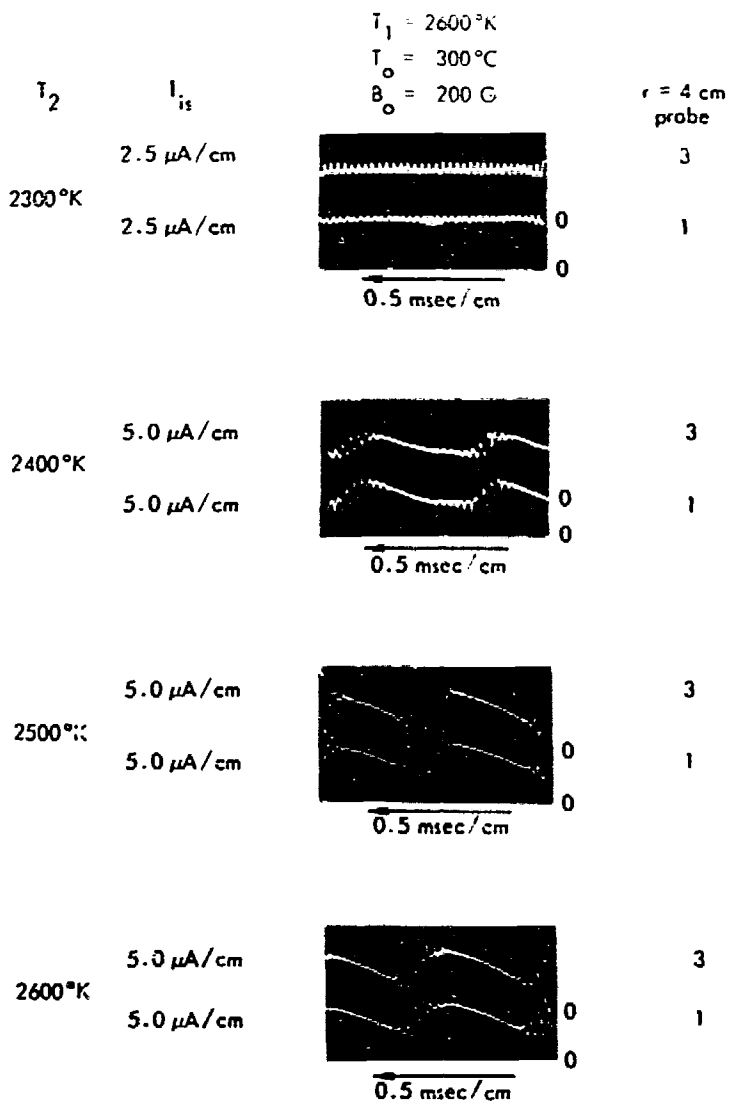 T1 = 2600°K
To = 300°C
Bo = 200 G
T2 Iis r = 4 cm probe
2.5 μA/cm 3
2300°K
2.5 μA/cm 0 1
0
0.5 msec/cm
5.0 μA/cm 3
2400°K
5.0 μA/cm 0 1
0
0.5 msec/cm
5.0 μA/cm 3
2500°K
5.0 μA/cm 0 1
0
0.5 msec/cm
5.0 μA/cm 3
2600°K
5.0 μA/cm 0 1
0
0.5 msec/cm